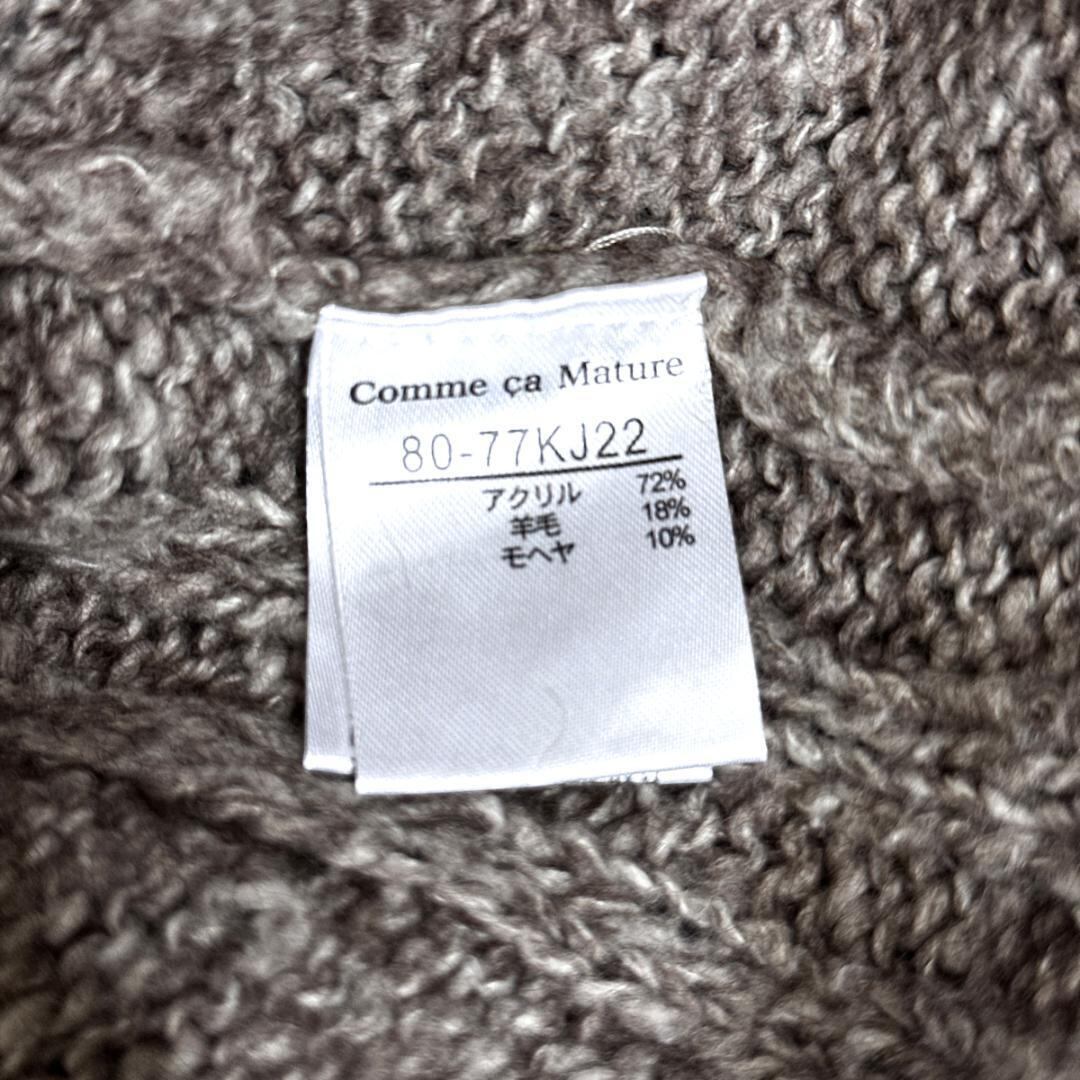 Comme ça Mature
80-77KJ22
アクリル 72%
羊毛 18%
モヘヤ 10%